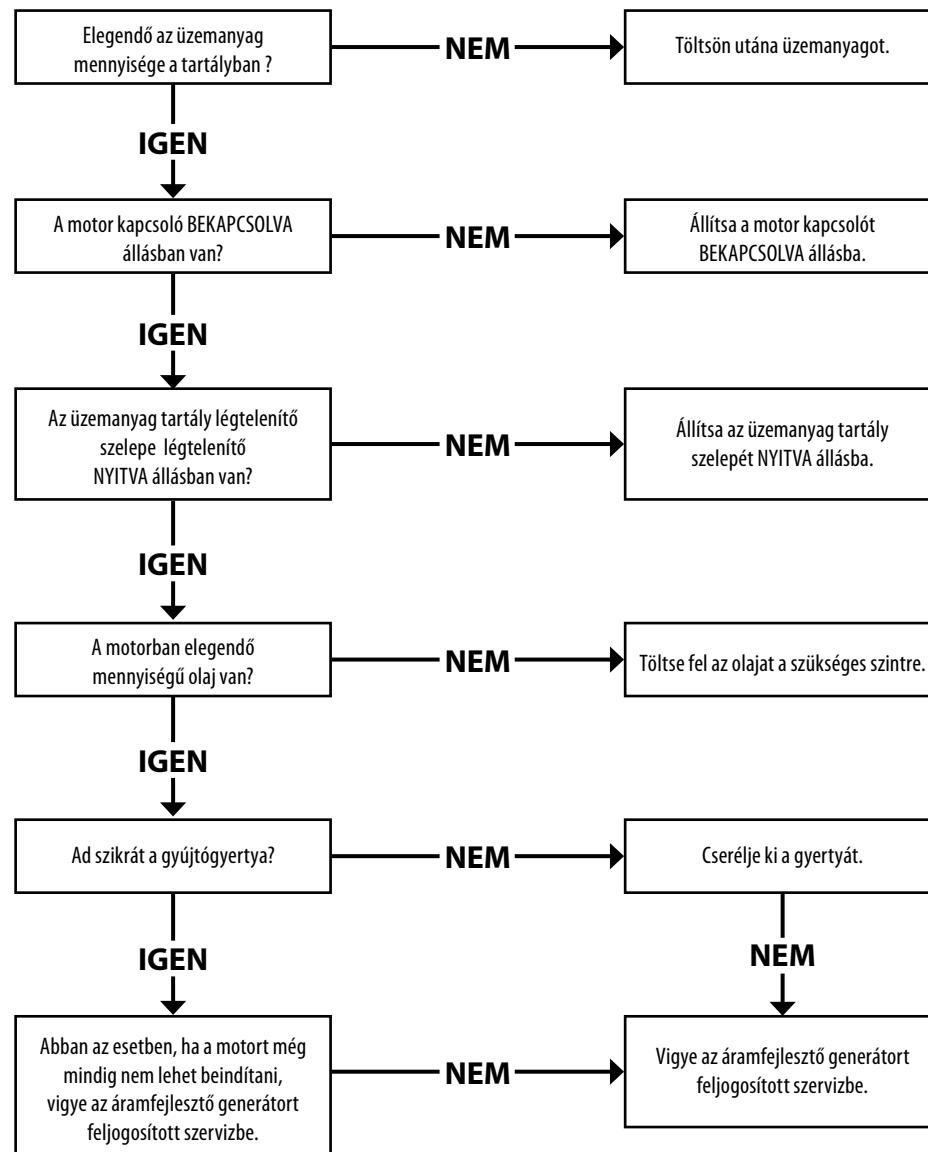 Elegendő az üzemanyag
mennyisége a tartályban ?
NEM
Töltsön utána üzemanyagot.
IGEN
A motor kapcsoló BEKAPCSOLVA
állásban van?
NEM
Állítsa a motor kapcsolót
BEKAPCSOLVA állásba.
IGEN
Az üzemanyag tartály légtelenítő
szelepe légtelenítő
NYITVA állásban van?
NEM
Állítsa az üzemanyag tartály
szelepét NYITVA állásba.
IGEN
A motorban elegendő
mennyiségű olaj van?
NEM
Töltse fel az olajat a szükséges szintre.
IGEN
Ad szikrát a gyújtógyertya?
NEM
Cserélje ki a gyertyát.
IGEN
NEM
Abban az esetben, ha a motort még
mindig nem lehet beindítani,
vigye az áramfejlesztő generátort
feljogosított szervizbe.
NEM
Vigye az áramfejlesztő generátort
feljogosított szervizbe.